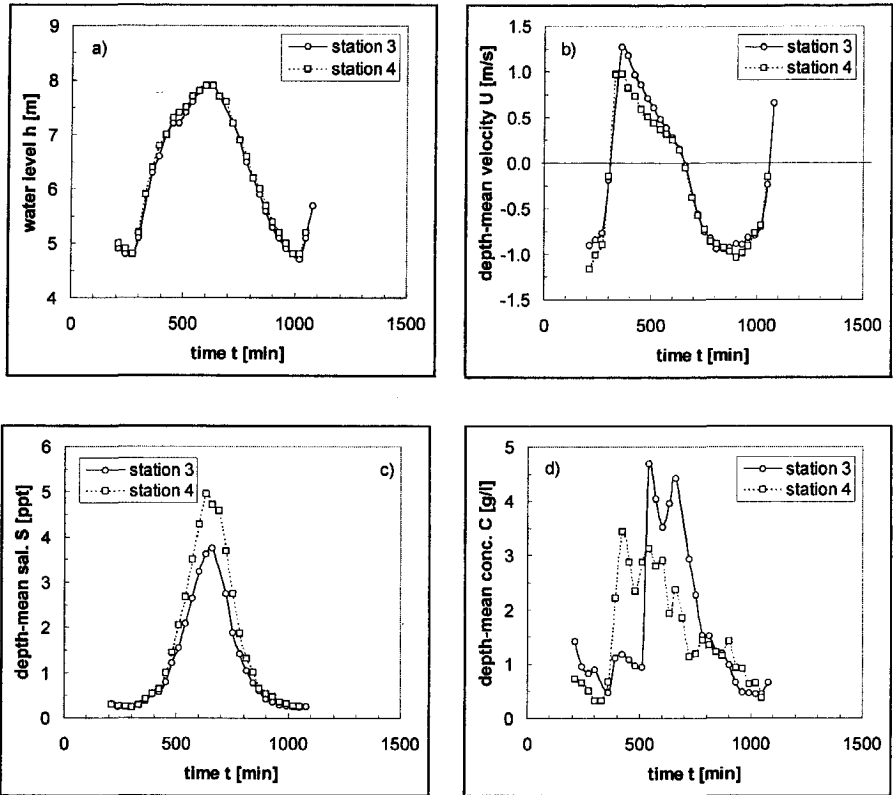 a)
station 3
station 4
water level h [m]
9
8
7
6
5
4
0
500
1000
1500
time t [min]
b)
station 3
station 4
depth-mean velocity U [m/s]
1.5
1.0
0.5
0.0
-0.5
-1.0
-1.5
0
500
1000
1500
time t [min]
c)
station 3
station 4
depth-mean sal. S [ppt]
6
5
4
3
2
1
0
0
500
1000
1500
time t [min]
d)
station 3
station 4
depth-mean conc. C [g/l]
5
4
3
2
1
0
0
500
1000
1500
time t [min]